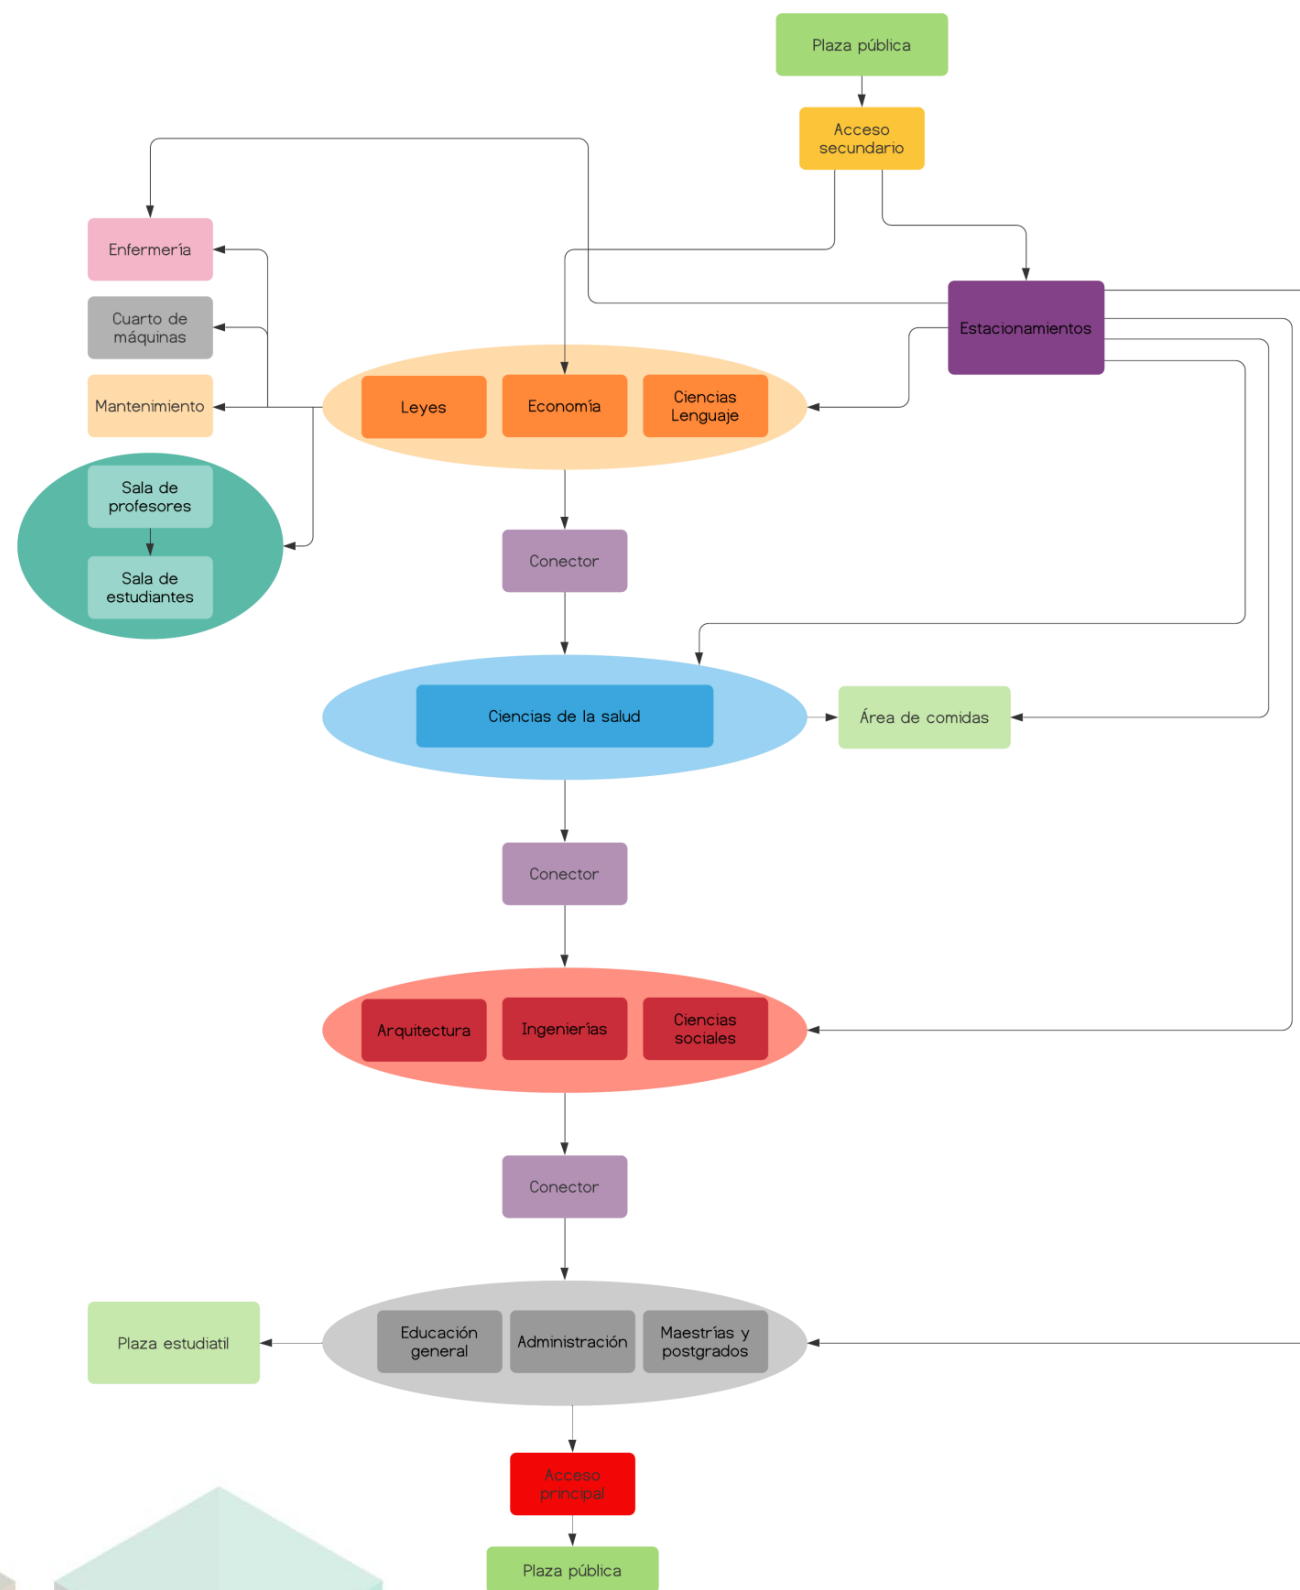 Plaza pública
Acceso
secundario
Enfermería
Cuarto de
máquinas
Estacionamientos
Mantenimiento
Leyes
Economía
Ciencias
Lenguaje
Sala de
profesores
Sala de
estudiantes
Conector
Ciencias de la salud
Área de comidas
Conector
Arquitectura
Ingenierías
Ciencias
sociales
Conector
Plaza estudiatil
Educación
general
Administración
Maestrías y
postgrados
Acceso
principal
Plaza pública